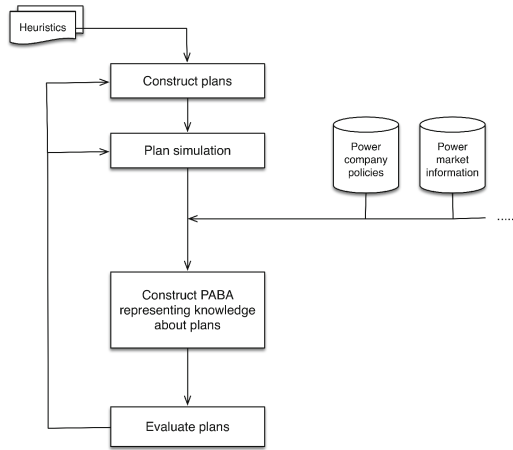 Heuristics
Construct plans
Plan simulation
Power
company
policies
Power
market
information
.....
Construct PABA
representing knowledge
about plans
Evaluate plans